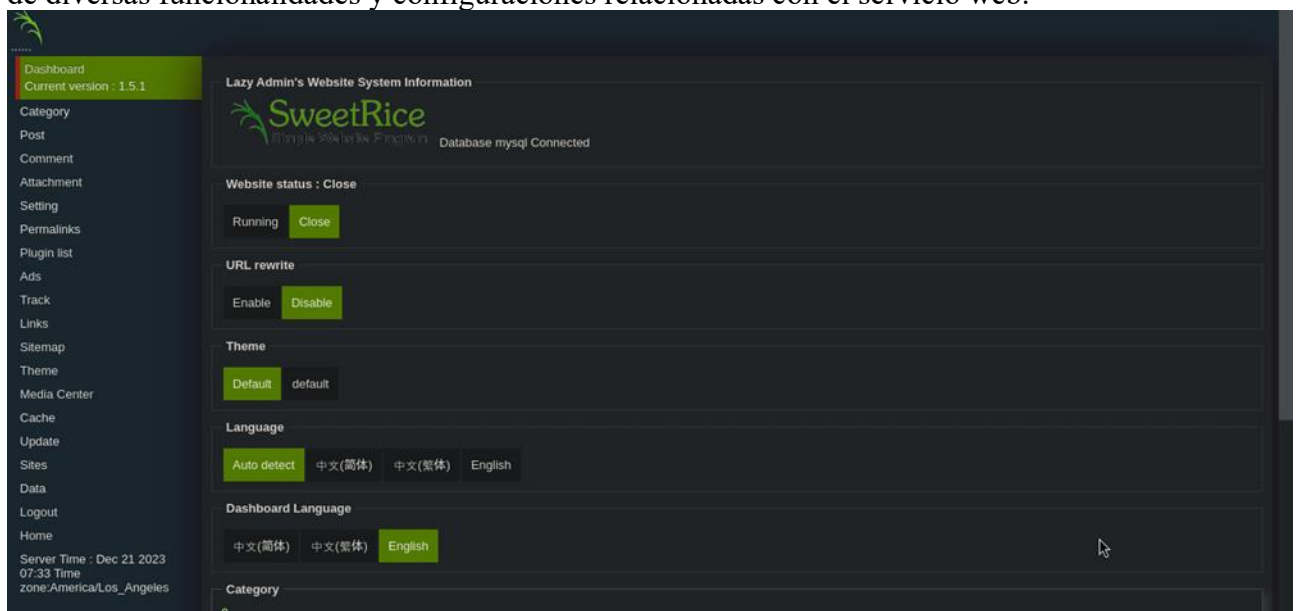 de diversas funcionalidades y configuraciones relacionadas con el servicio web.
Dashboard
Current version : 1.5.1
Category
Post
Comment
Attachment
Setting
Permalinks
Plugin list
Ads
Track
Links
Sitemap
Theme
Media Center
Cache
Update
Sites
Data
Logout
Home
Server Time : Dec 21 2023
07:33 Time
zone:America/Los_Angeles
Lazy Admin's Website System Information
SweetRice
Simple Website Program Database mysql Connected
Website status : Close
Running Close
URL rewrite
Enable Disable
Theme
Default default
Language
Auto detect 中文(简体) 中文(繁体) English
Dashboard Language
中文(简体) 中文(繁体) English
Category